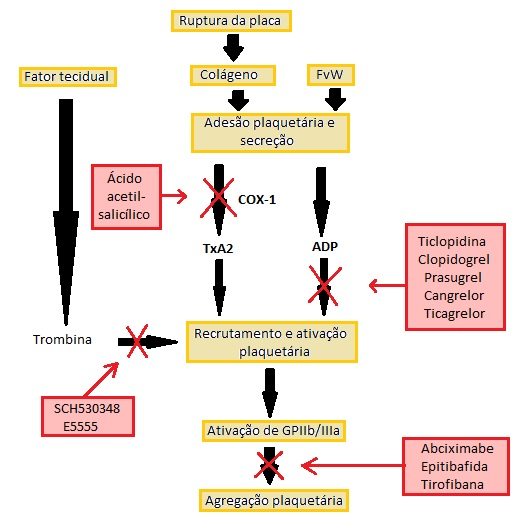 Ruptura da placa
Fator tecidual
Colágeno
FvW
Adesão plaquetária e
secreção
Ácido
acetil-
salicílico
COX-1
TxA2
ADP
Ticlopidina
Clopidogrel
Prasugrel
Cangrelor
Ticagrelor
Trombina
Recrutamento e ativação
plaquetária
SCH530348
E5555
Ativação de GPIIb/IIIa
Abciximabe
Epitibafida
Tirofibana
Agregação plaquetária